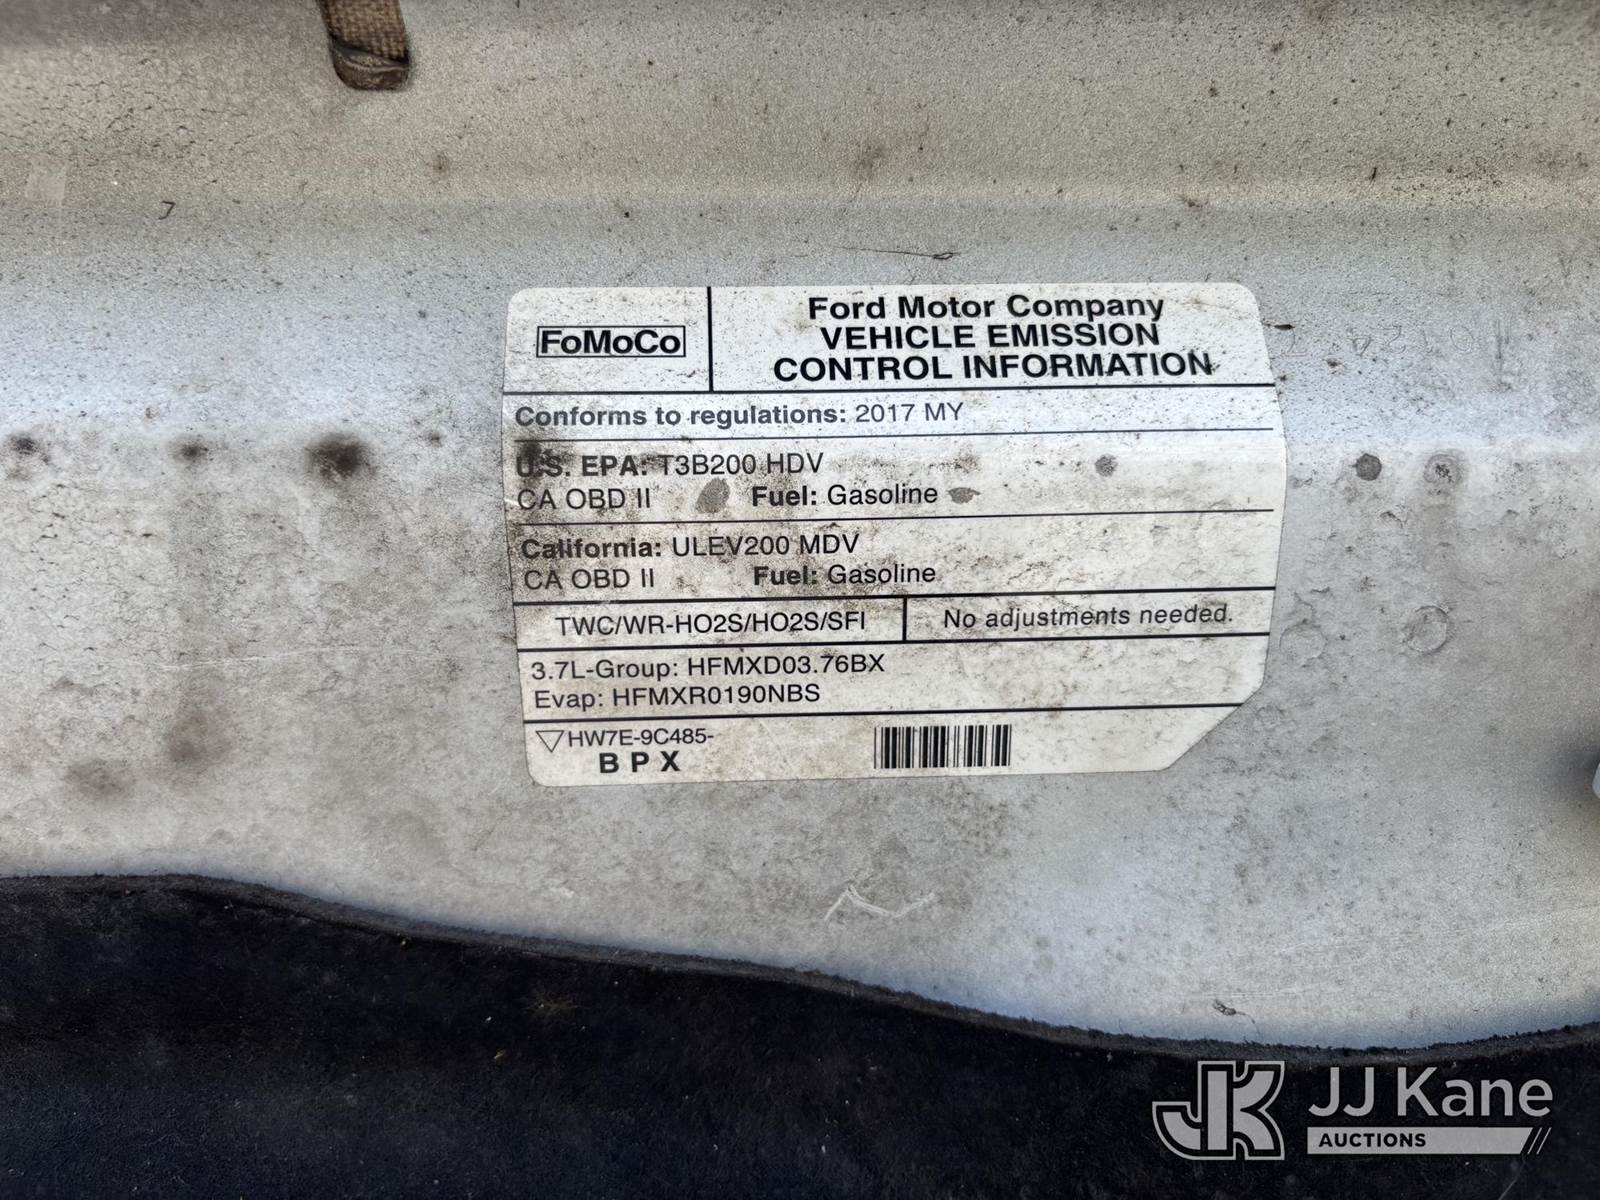 FoMoCo
Ford Motor Company
VEHICLE EMISSION
CONTROL INFORMATION
Conforms to regulations: 2017 MY
U.S. EPA: T3B200 HDV
CA OBD II Fuel: Gasoline
California: ULEV200 MDV
CA OBD II Fuel: Gasoline
TWC/WR-HO2S/HO2S/SFI No adjustments needed.
3.7L-Group: HFMXD03.76BX
Evap: HFMXR0190NBS
HW7E-9C485-
B P X
JK JJ Kane
AUCTIONS